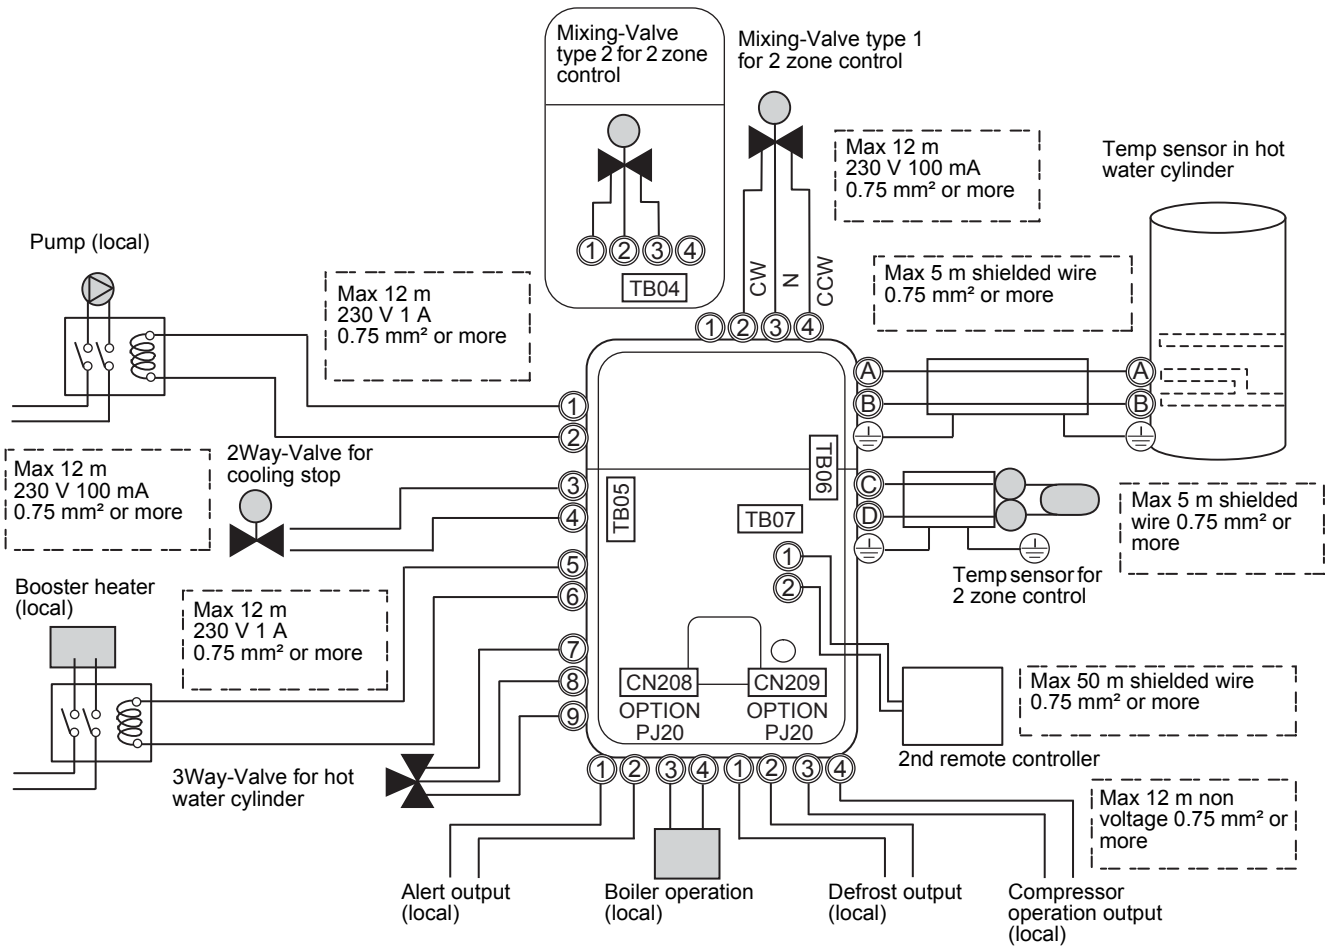 Mixing-Valve
type 2 for 2 zone
control
1 2 3 4
TB04
Mixing-Valve type 1
for 2 zone control
CW
N
CCW
1 2 3 4
Max 12 m
230 V 100 mA
0.75 mm² or more
Temp sensor in hot
water cylinder
Max 5 m shielded wire
0.75 mm² or more
Pump (local)
Max 12 m
230 V 1 A
0.75 mm² or more
1
2
A
B
A
B
2Way-Valve for
cooling stop
Max 12 m
230 V 100 mA
0.75 mm² or more
3
4
TB05
TB06
TB07
C
D
Max 5 m shielded
wire 0.75 mm² or
more
Temp sensor for
2 zone control
1
2
Booster heater
(local)
Max 12 m
230 V 1 A
0.75 mm² or more
5
6
7
8
9
CN208
OPTION
PJ20
CN209
OPTION
PJ20
Max 50 m shielded wire
0.75 mm² or more
2nd remote controller
3Way-Valve for hot
water cylinder
1 2 3 4 1 2 3 4
Max 12 m non
voltage 0.75 mm² or
more
Alert output
(local)
Boiler operation
(local)
Defrost output
(local)
Compressor
operation output
(local)